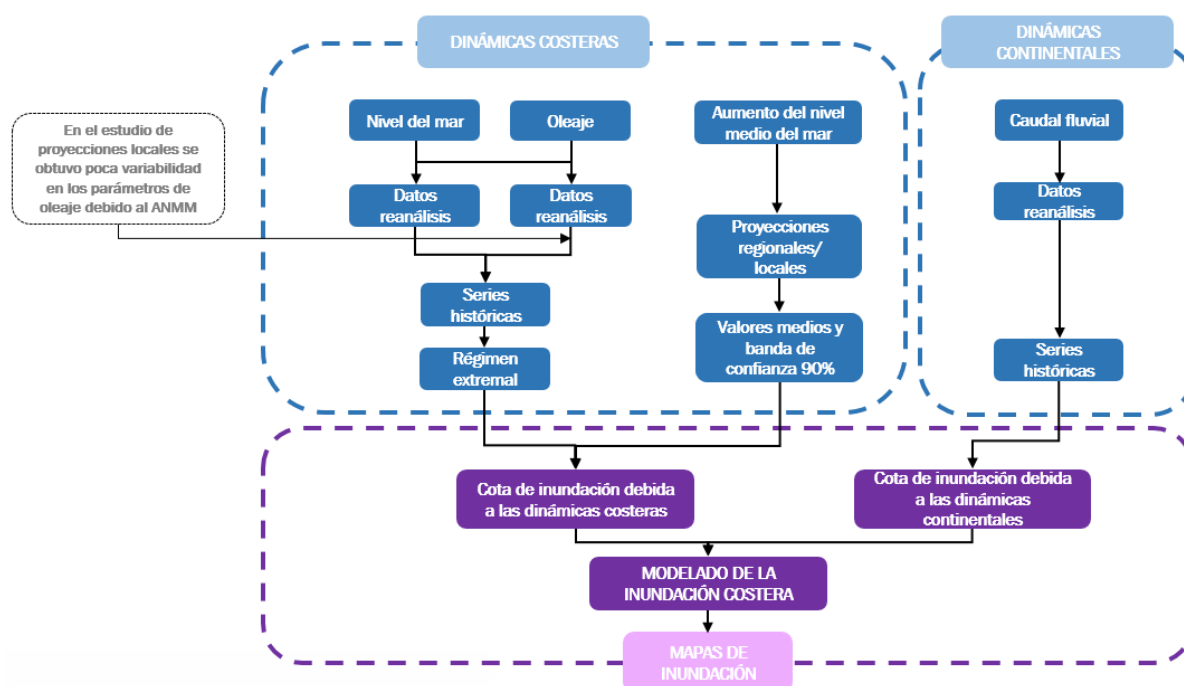 DINÁMICAS COSTERAS
DINÁMICAS
CONTINENTALES
En el estudio de
proyecciones locales se
obtuvo poca variabilidad
en los parámetros de
oleaje debido al ANMM
Nivel del mar
Oleaje
Aumento del nivel
medio del mar
Caudal fluvial
Datos
reanálisis
Datos
reanálisis
Datos
reanálisis
Proyecciones
regionales/
locales
Series
históricas
Valores medios y
banda de
confianza 90%
Series
históricas
Régimen
extremal
Cota de inundación debida
a las dinámicas costeras
Cota de inundación debida
a las dinámicas
continentales
MODELADO DE LA
INUNDACIÓN COSTERA
MAPAS DE
INUNDACIÓN